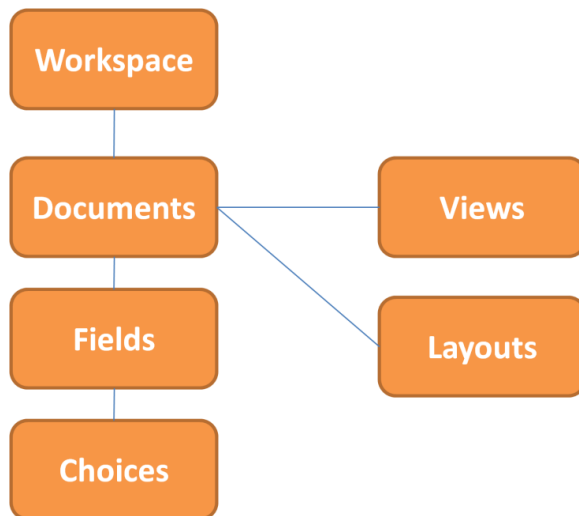 Workspace
Documents
Views
Fields
Layouts
Choices